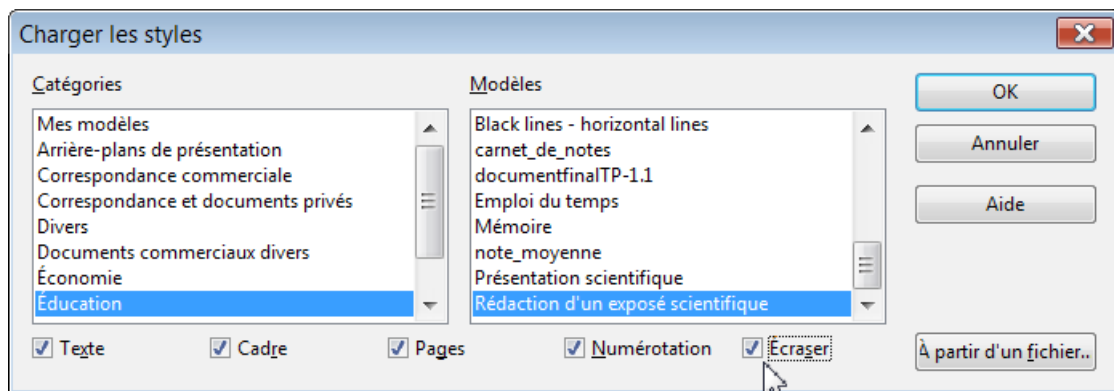 Charger les styles
Catégories
Mes modèles
Arrière-plans de présentation
Correspondance commerciale
Correspondance et documents privés
Divers
Documents commerciaux divers
Économie
Éducation
Modèles
Black lines - horizontal lines
carnet_de_notes
documentfinalTP-1.1
Emploi du temps
Mémoire
note_moyenne
Présentation scientifique
Rédaction d'un exposé scientifique
OK
Annuler
Aide
Texte Cadre Pages Numérotation Écraser
À partir d'un fichier..